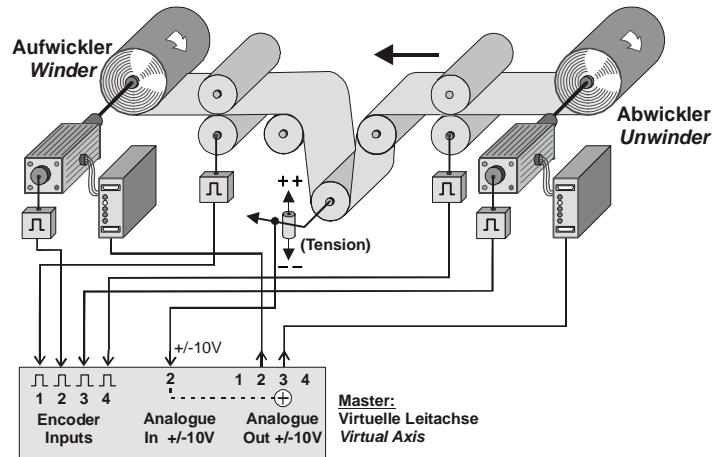 Aufwickler
Winder
Abwickler
Unwinder
++
(Tension)
--
+/-10V
1 2 3 4
2
1 2 3 4
Encoder
Inputs
Analogue
In +/-10V
Analogue
Out +/-10V
Master:
Virtuelle Leitachse
Virtual Axis